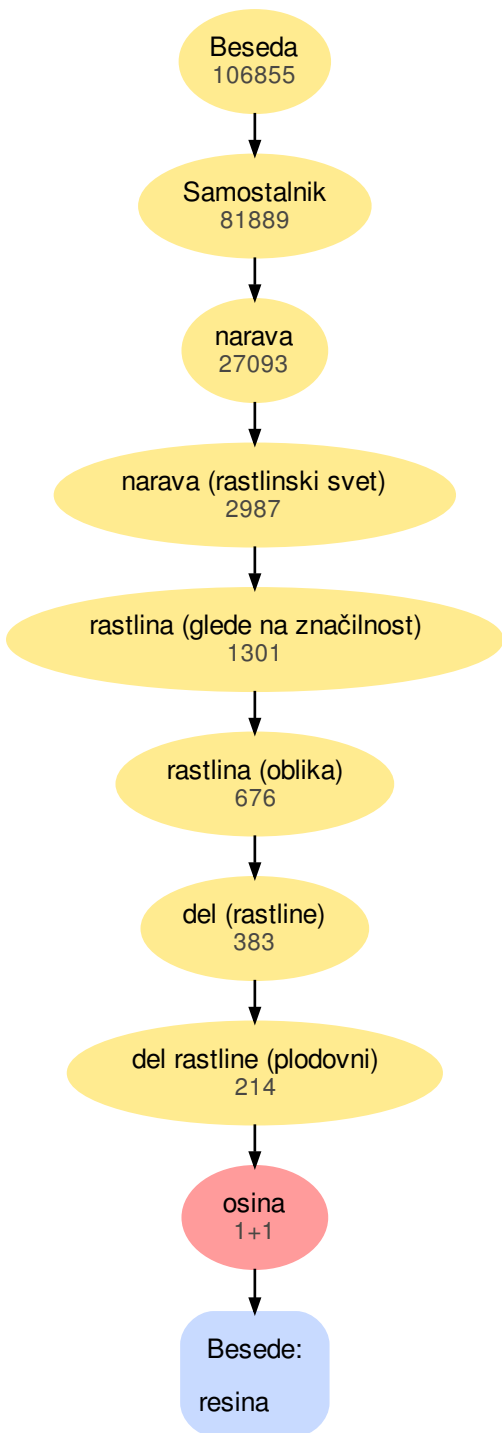 Beseda
106855
Samostalnik
81889
narava
27093
narava (rastlinski svet)
2987
rastlina (glede na značilnost)
1301
rastlina (oblika)
676
del (rastline)
383
del rastline (plodovni)
214
osina
1+1
Besede:
resina